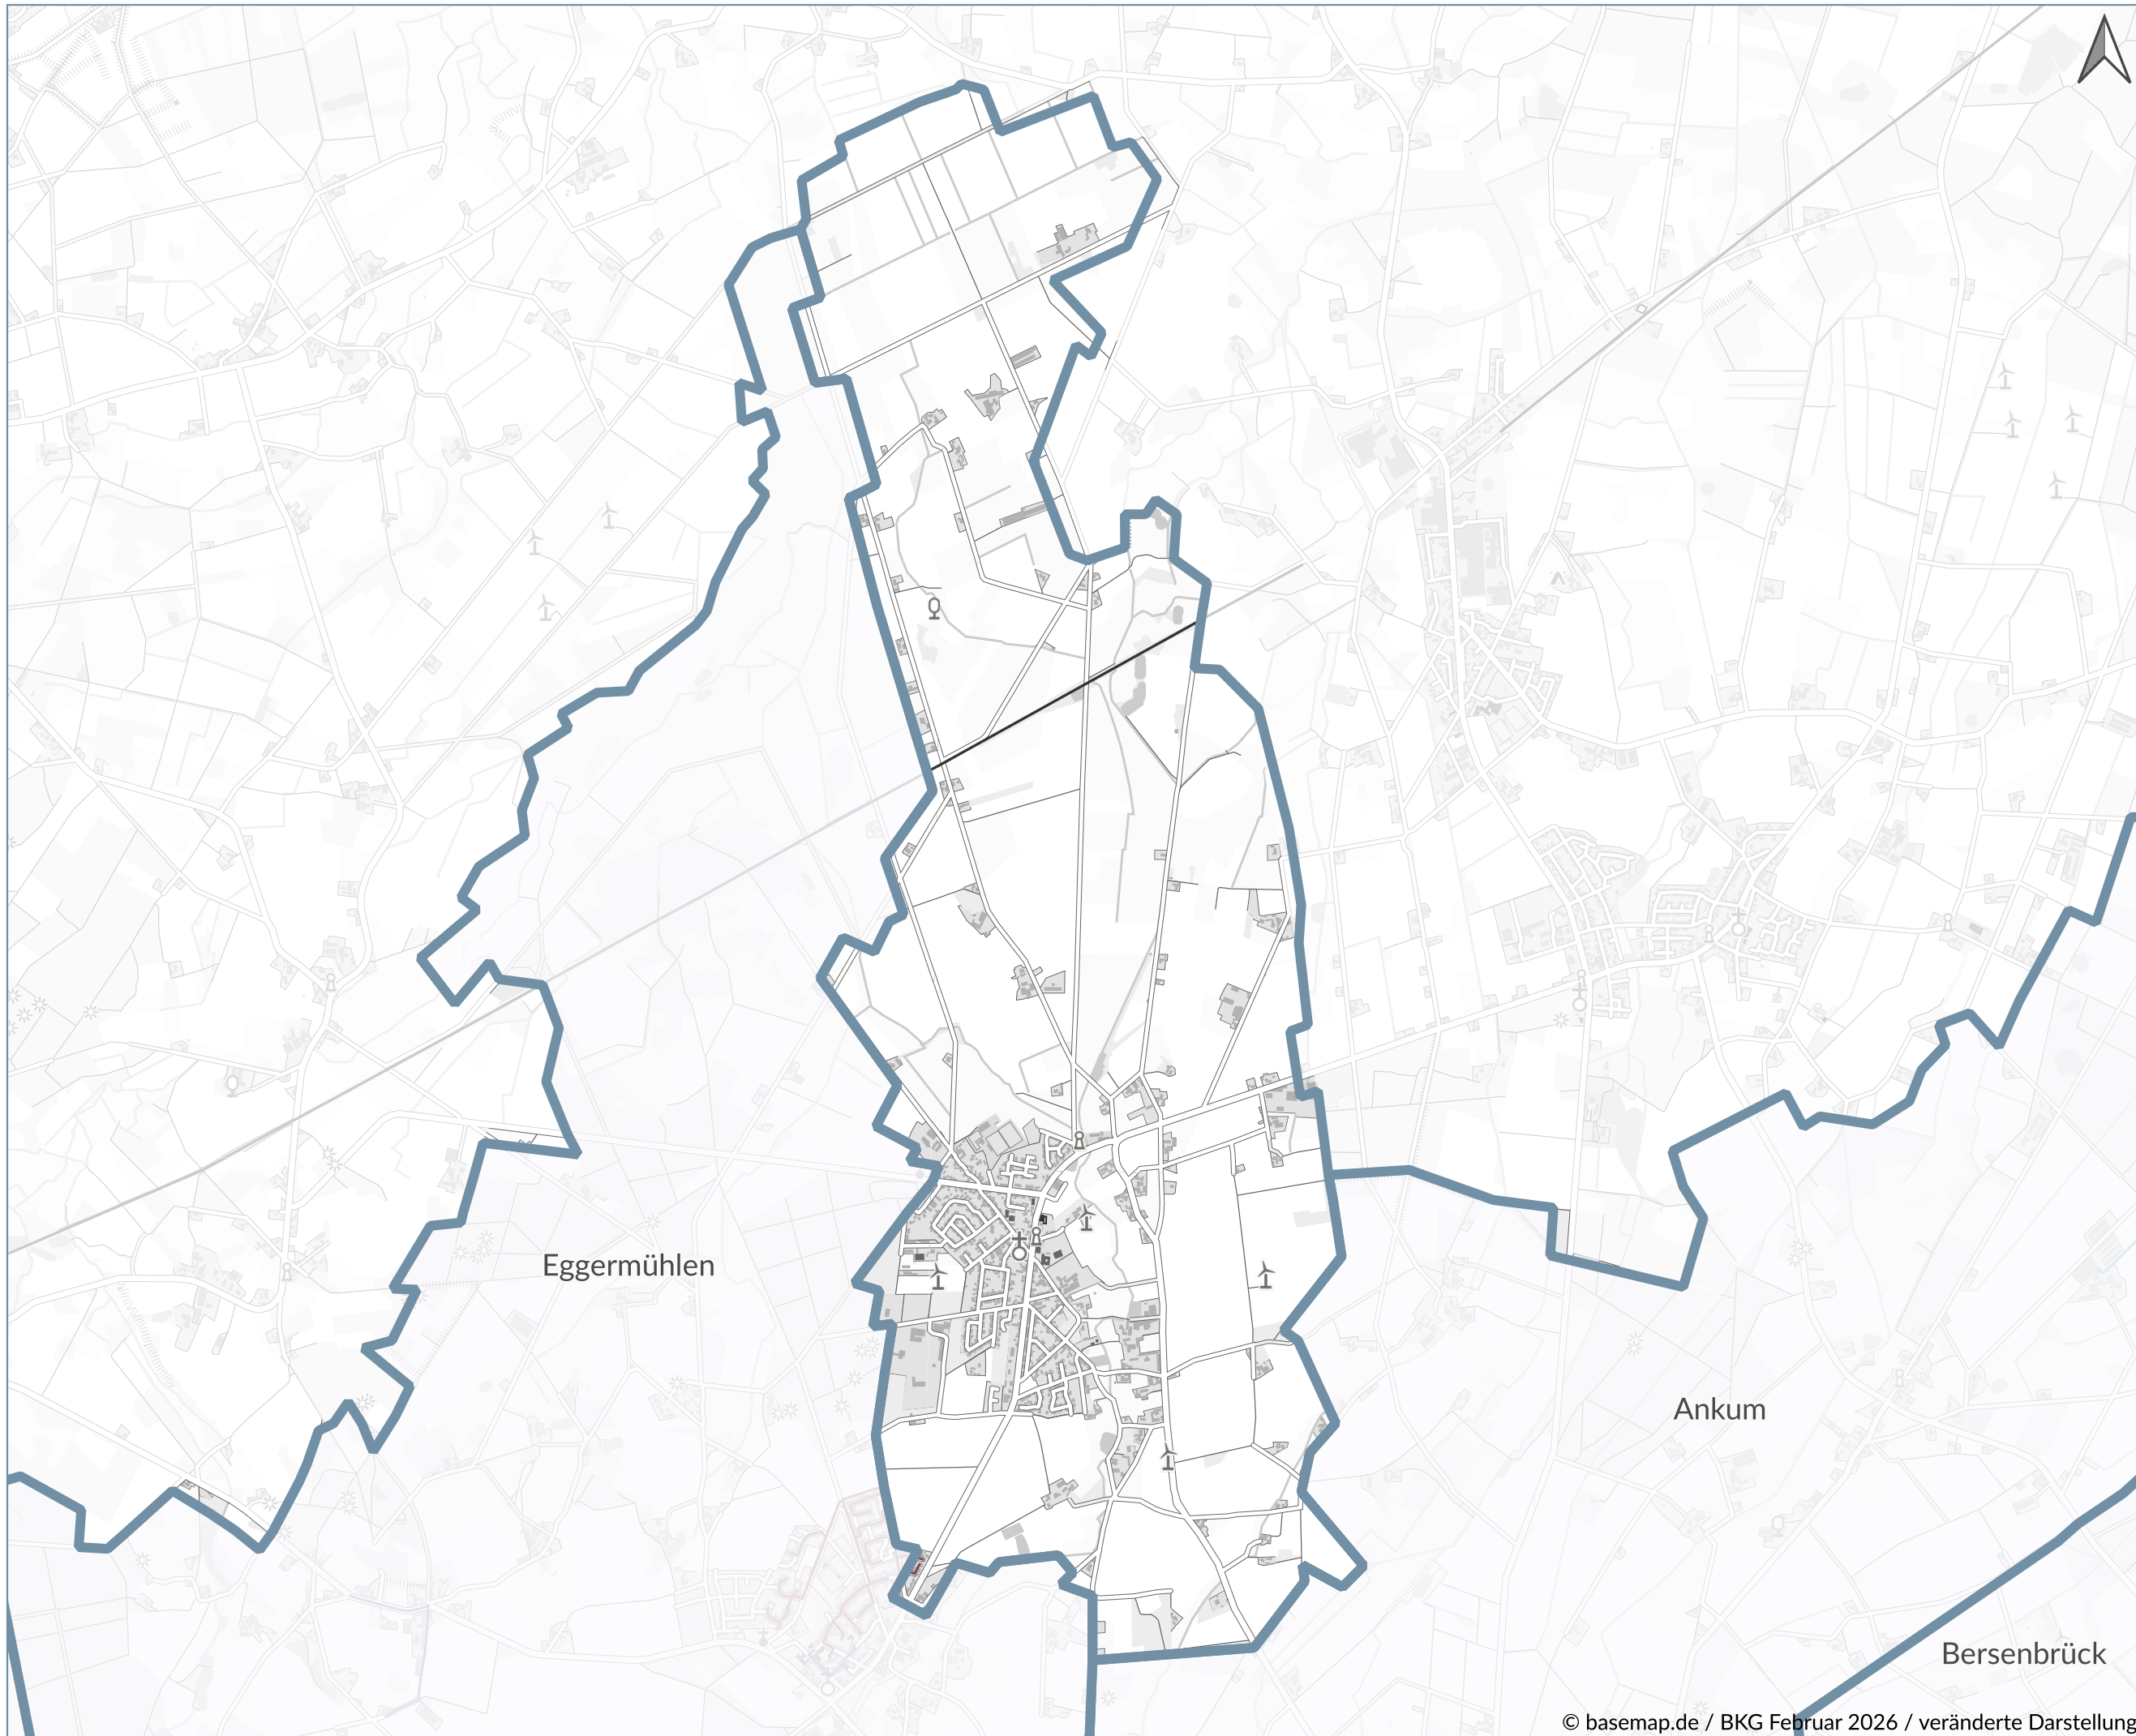 Eggermühlen
Ankum
Bersenbrück
© basemap.de / BKG Februar 2026 / veränderte Darstellung